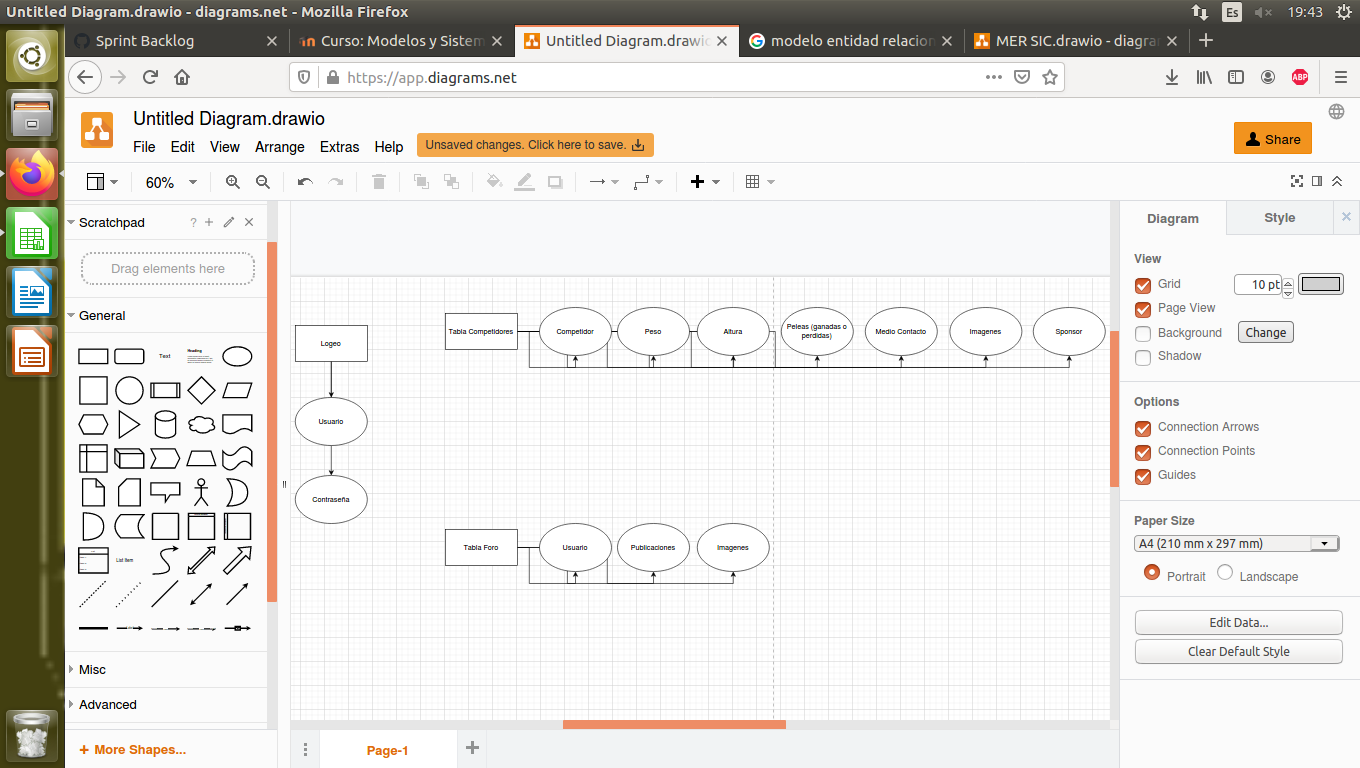 Untitled Diagram.drawio - diagrams.net - Mozilla Firefox
Es
19:43
Sprint Backlog
Curso: Modelos y Sistem
Untitled Diagram.drawio
modelo entidad relacion
MER SIC.drawio - diagra
https://app.diagrams.net
ABP
Untitled Diagram.drawio
File Edit View Arrange Extras Help
Unsaved changes. Click here to save.
Share
60%
Scratchpad
?
Drag elements here
General
Text
Heading
List Item
Misc
Advanced
+ More Shapes...
Logeo
Usuario
Contraseña
Tabla Competidores
Competidor
Peso
Altura
Peleas (ganadas o
perdidas)
Medio Contacto
Imagenes
Sponsor
Tabla Foro
Usuario
Publicaciones
Imagenes
Page-1
Diagram
Style
View
Grid
10 pt
Page View
Background
Change
Shadow
Options
Connection Arrows
Connection Points
Guides
Paper Size
A4 (210 mm x 297 mm)
Portrait
Landscape
Edit Data...
Clear Default Style